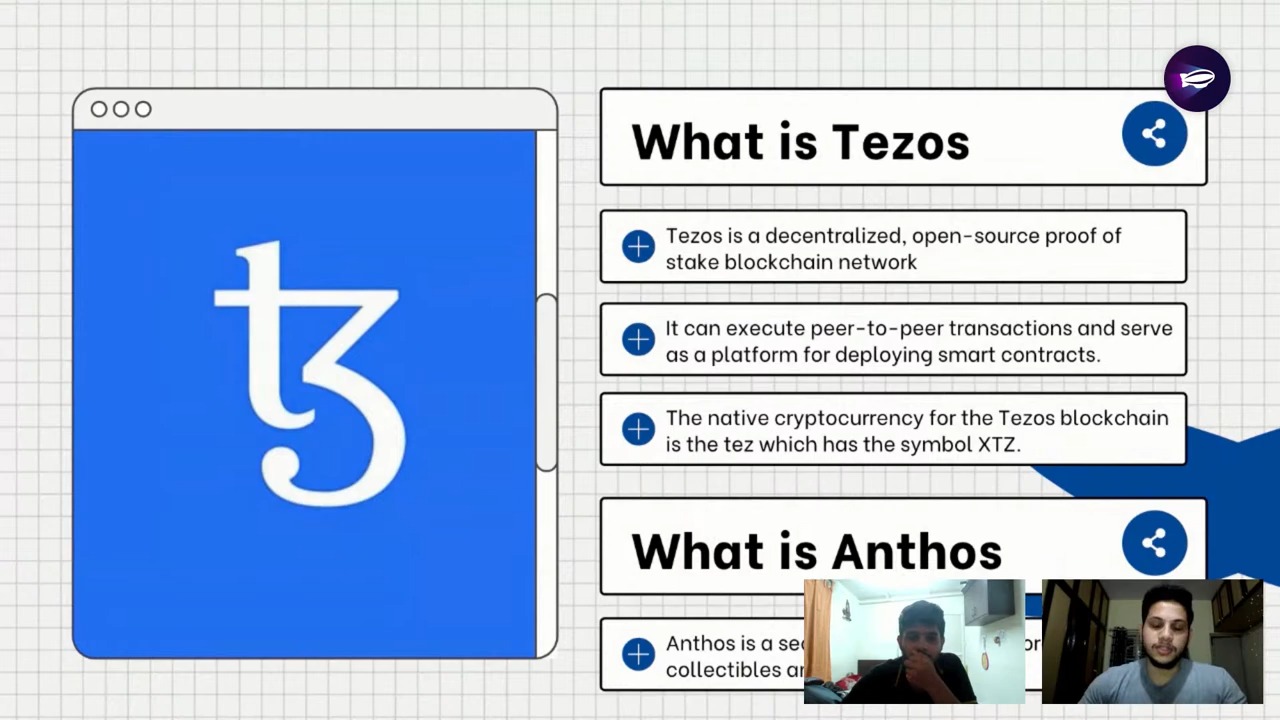 What is Tezos
Tezos is a decentralized, open-source proof of
stake blockchain network
It can execute peer-to-peer transactions and serve
as a platform for deploying smart contracts.
The native cryptocurrency for the Tezos blockchain
is the tez which has the symbol XTZ.
What is Anthos
Anthos is a
collectibles